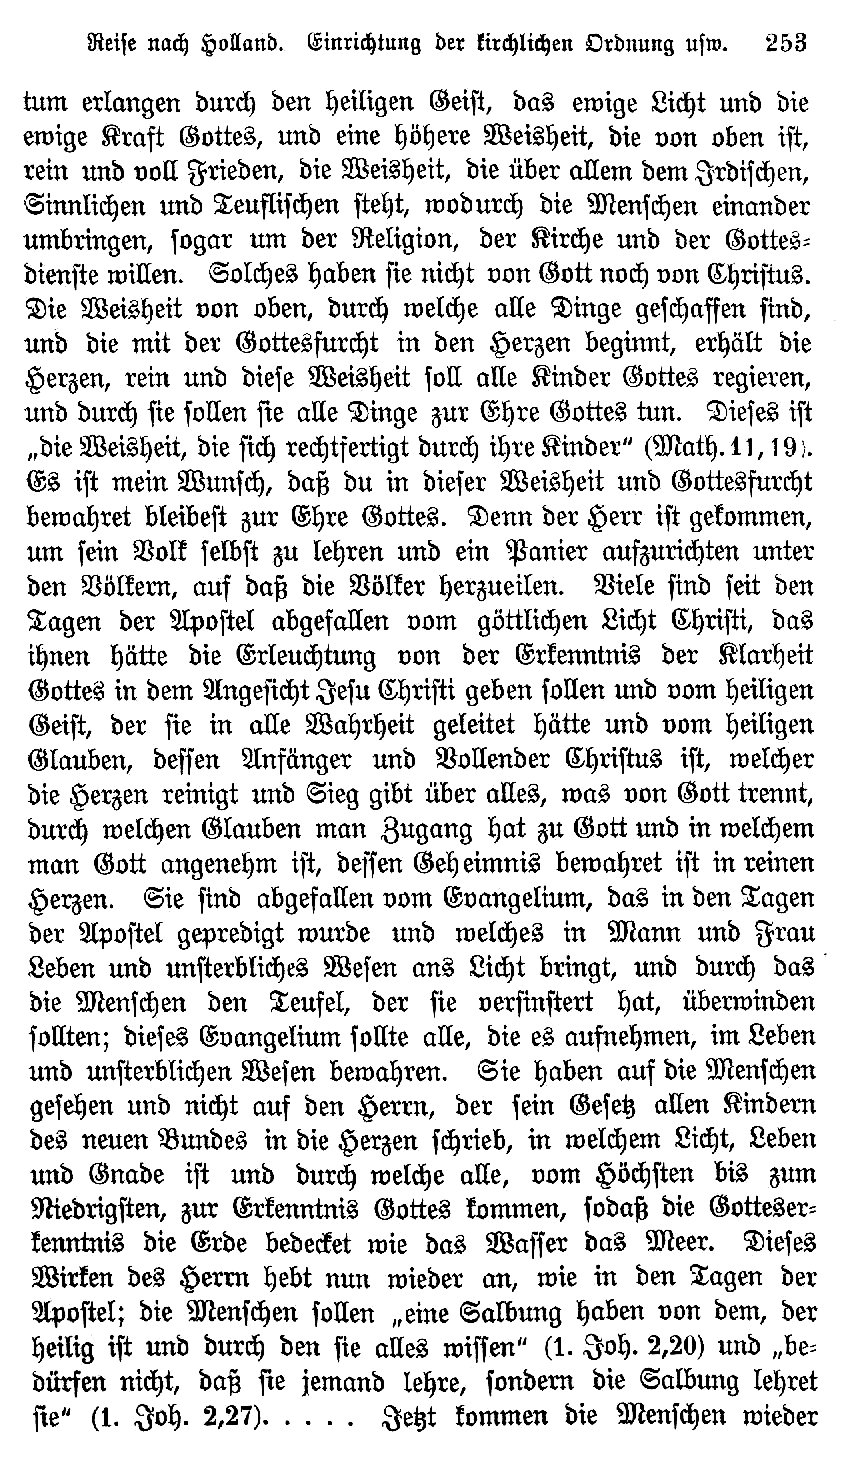 Reise nach Holland. Einrichtung der kirchlichen Ordnung usw. 253
tum erlangen durch den heiligen Geist, das ewige Licht und die
ewige Kraft Gottes, und eine höhere Weisheit, die von oben ist,
rein und voll Frieden, die Weisheit, die über allem dem Irdischen,
Sinnlichen und Teuflischen steht, wodurch die Menschen einander
umbringen, sogar um der Religion, der Kirche und der Gottes-
dienste willen. Solches haben sie nicht von Gott noch von Christus.
Die Weisheit von oben, durch welche alle Dinge geschaffen sind,
und die mit der Gottesfurcht in den Herzen beginnt, erhält die
Herzen, rein und diese Weisheit soll alle Kinder Gottes regieren,
und durch sie sollen sie alle Dinge zur Ehre Gottes tun. Dieses ist
„die Weisheit, die sich rechtfertigt durch ihre Kinder“ (Math. 11, 19).
Es ist mein Wunsch, daß du in dieser Weisheit und Gottesfurcht
bewahret bleibest zur Ehre Gottes. Denn der Herr ist gekommen,
um sein Volk selbst zu lehren und ein Panier aufzurichten unter
den Völkern, auf daß die Völker herzueilen. Viele sind seit den
Tagen der Apostel abgefallen vom göttlichen Licht Christi, das
ihnen hätte die Erleuchtung von der Erkenntnis der Klarheit
Gottes in dem Angesicht Jesu Christi geben sollen und vom heiligen
Geist, der sie in alle Wahrheit geleitet hätte und vom heiligen
Glauben, dessen Anfänger und Vollender Christus ist, welcher
die Herzen reinigt und Sieg gibt über alles, was von Gott trennt,
durch welchen Glauben man Zugang hat zu Gott und in welchem
man Gott angenehm ist, dessen Geheimnis bewahret ist in reinen
Herzen. Sie sind abgefallen vom Evangelium, das in den Tagen
der Apostel gepredigt wurde und welches in Mann und Frau
Leben und unsterbliches Wesen ans Licht bringt, und durch das
die Menschen den Teufel, der sie versinstert hat, überwinden
sollten; dieses Evangelium sollte alle, die es aufnehmen, im Leben
und unsterblichen Wesen bewahren. Sie haben auf die Menschen
gesehen und nicht auf den Herrn, der sein Gesetz allen Kindern
des neuen Bundes in die Herzen schrieb, in welchem Licht, Leben
und Gnade ist und durch welche alle, vom Höchsten bis zum
Niedrigsten, zur Erkenntnis Gottes kommen, sodaß die Gotteser-
kenntnis die Erde bedecket wie das Wasser das Meer. Dieses
Wirken des Herrn hebt nun wieder an, wie in den Tagen der
Apostel; die Menschen sollen „eine Salbung haben von dem, der
heilig ist und durch den sie alles wissen“ (1. Joh. 2,20) und „be-
dürfen nicht, daß sie jemand lehre, sondern die Salbung lehret
sie“ (1. Joh. 2,27). . . . . Jetzt kommen die Menschen wieder